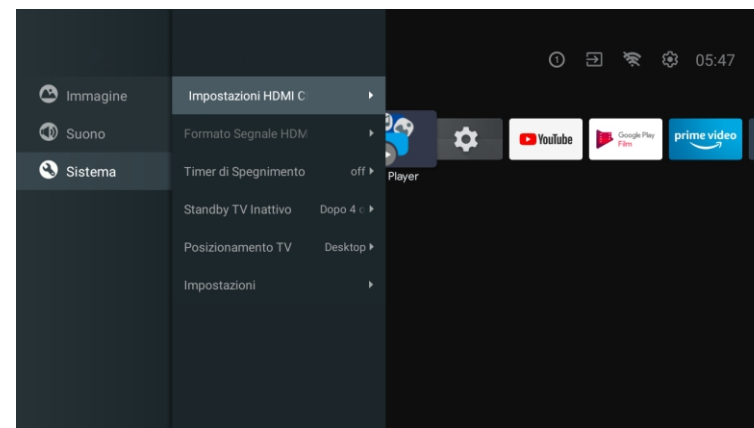 05:47
Immagine
Suono
Sistema
Impostazioni HDMI C
Formato Segnale HDM
Timer di Spegnimento off
Standby TV Inattivo Dopo 4
Posizionamento TV Desktop
Impostazioni
Player
YouTube
Google Play
Film
prime video